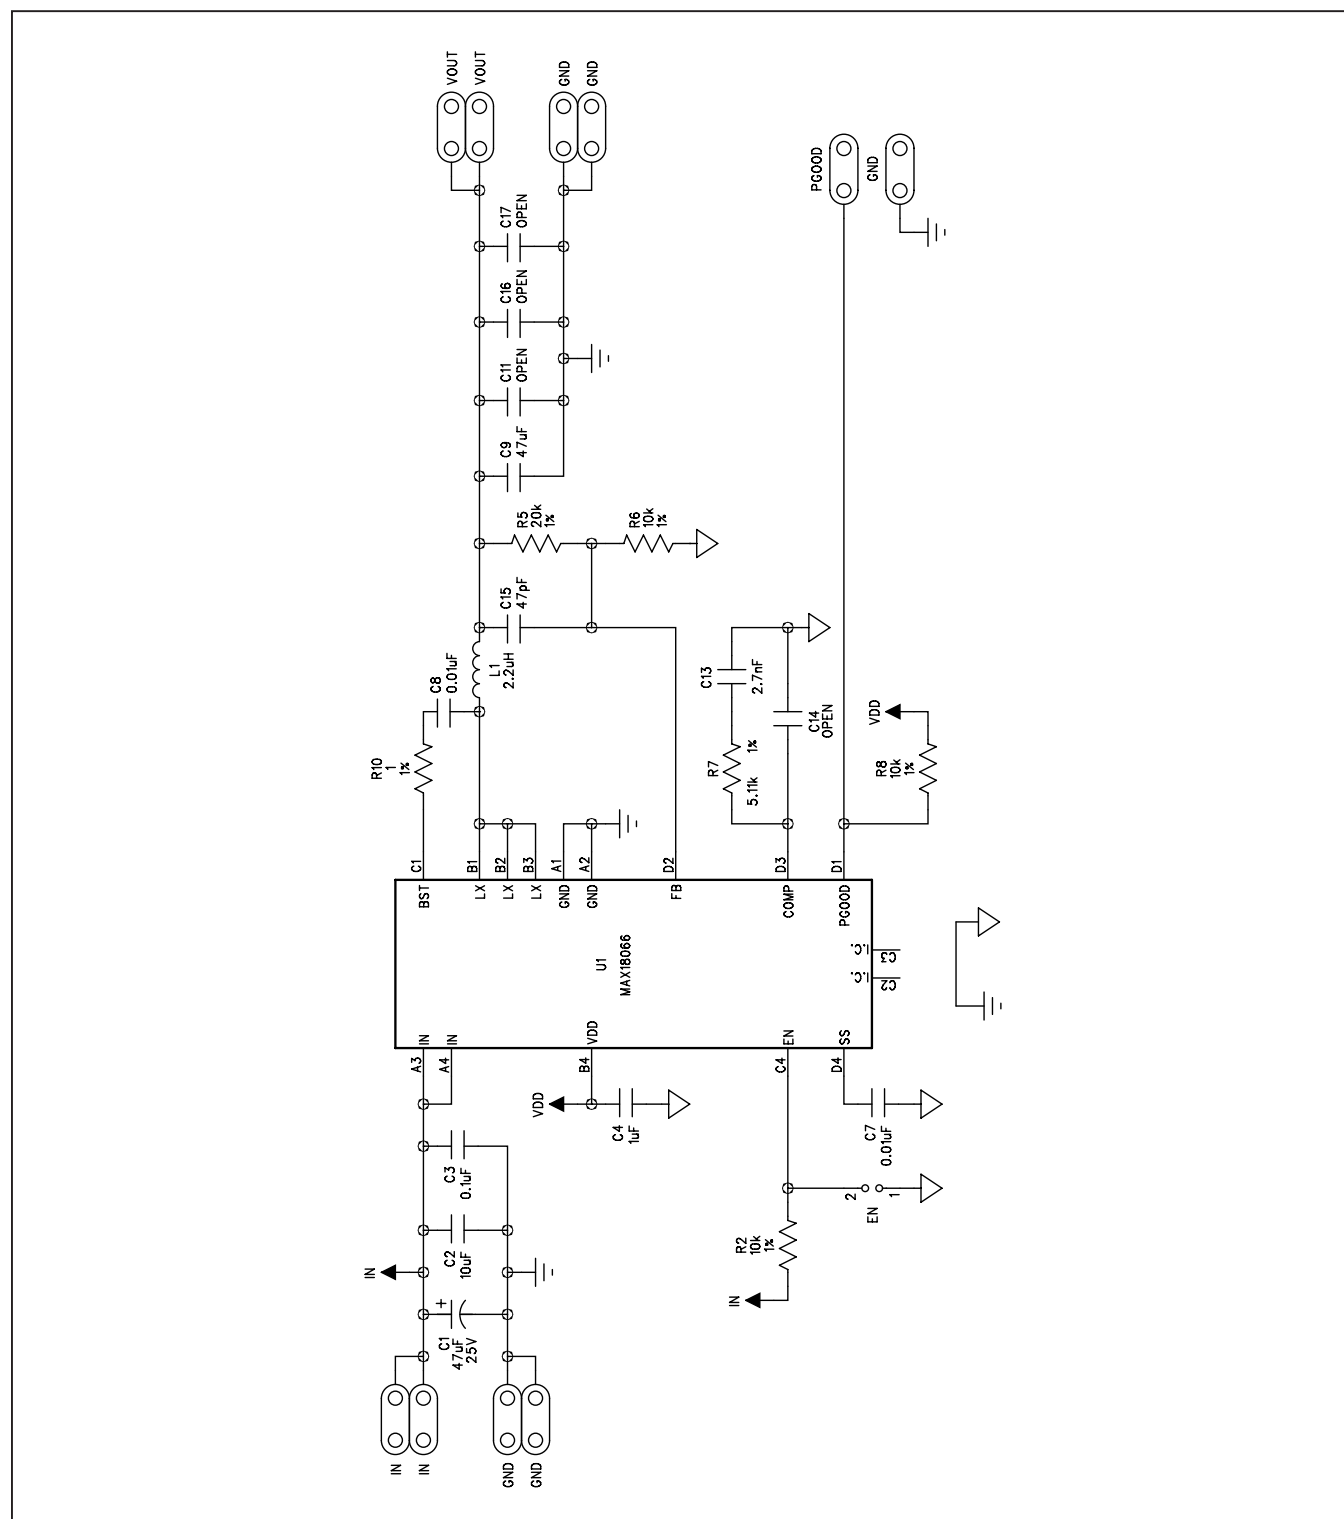 VOUT
VOUT
GND
GND
PGOOD
GND
C17
OPEN
C16
OPEN
C11
OPEN
C9
47uF
R5
20k
1%
R6
10k
1%
C15
47pF
L1
2.2uH
C8
0.01uF
R10
1
1%
C13
2.7nF
C14
OPEN
R7
5.11k
1%
VDD
R8
10k
1%
C1
B1
B2
B3
A1
A2
D2
D3
D1
BST
LX
LX
LX
GND
GND
FB
COMP
PGOOD
I.C.
C3
I.C.
C2
U1
MAX18066
IN
IN
VDD
EN
SS
A3
A4
B4
C4
D4
VDD
C4
1uF
C7
0.01uF
C3
0.1uF
C2
10uF
IN
+
C1
47uF
25V
2
1
EN
R2
10k
1%
IN
IN
IN
GND
GND